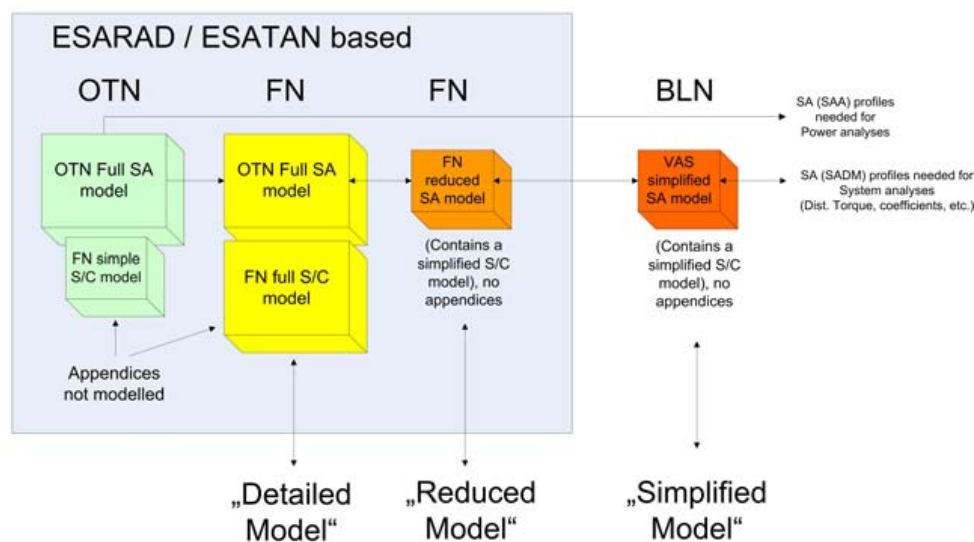 ESARAD / ESATAN based
OTN
FN
FN
BLN
SA (SAA) profiles
needed for
Power analyses
OTN Full SA
model
OTN Full SA
model
FN
reduced
SA model
VAS
simplified
SA model
SA (SADM) profiles needed for
System analyses
(Dist. Torque, coefficients, etc.)
FN simple
S/C model
FN full S/C
model
(Contains a
simplified S/C
model), no
appendices
(Contains a
simplified S/C
model), no
appendices
Appendices
not modelled
„Detailed
Model“
„Reduced
Model“
„Simplified
Model“